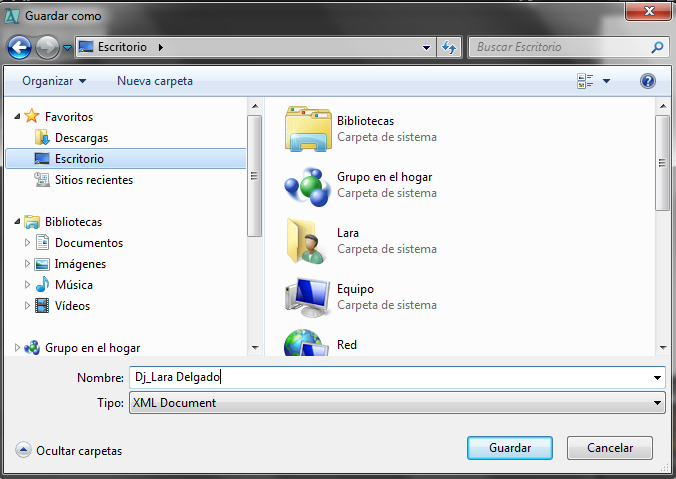 Guardar como
Escritorio
Buscar Escritorio
Organizar
Nueva carpeta
Favoritos
Descargas
Escritorio
Sitios recientes
Bibliotecas
Documentos
Imágenes
Música
Vídeos
Grupo en el hogar
Bibliotecas
Carpeta de sistema
Grupo en el hogar
Carpeta de sistema
Lara
Carpeta de sistema
Equipo
Carpeta de sistema
Red
Nombre: Dj_Lara Delgado
Tipo: XML Document
Ocultar carpetas
Guardar
Cancelar